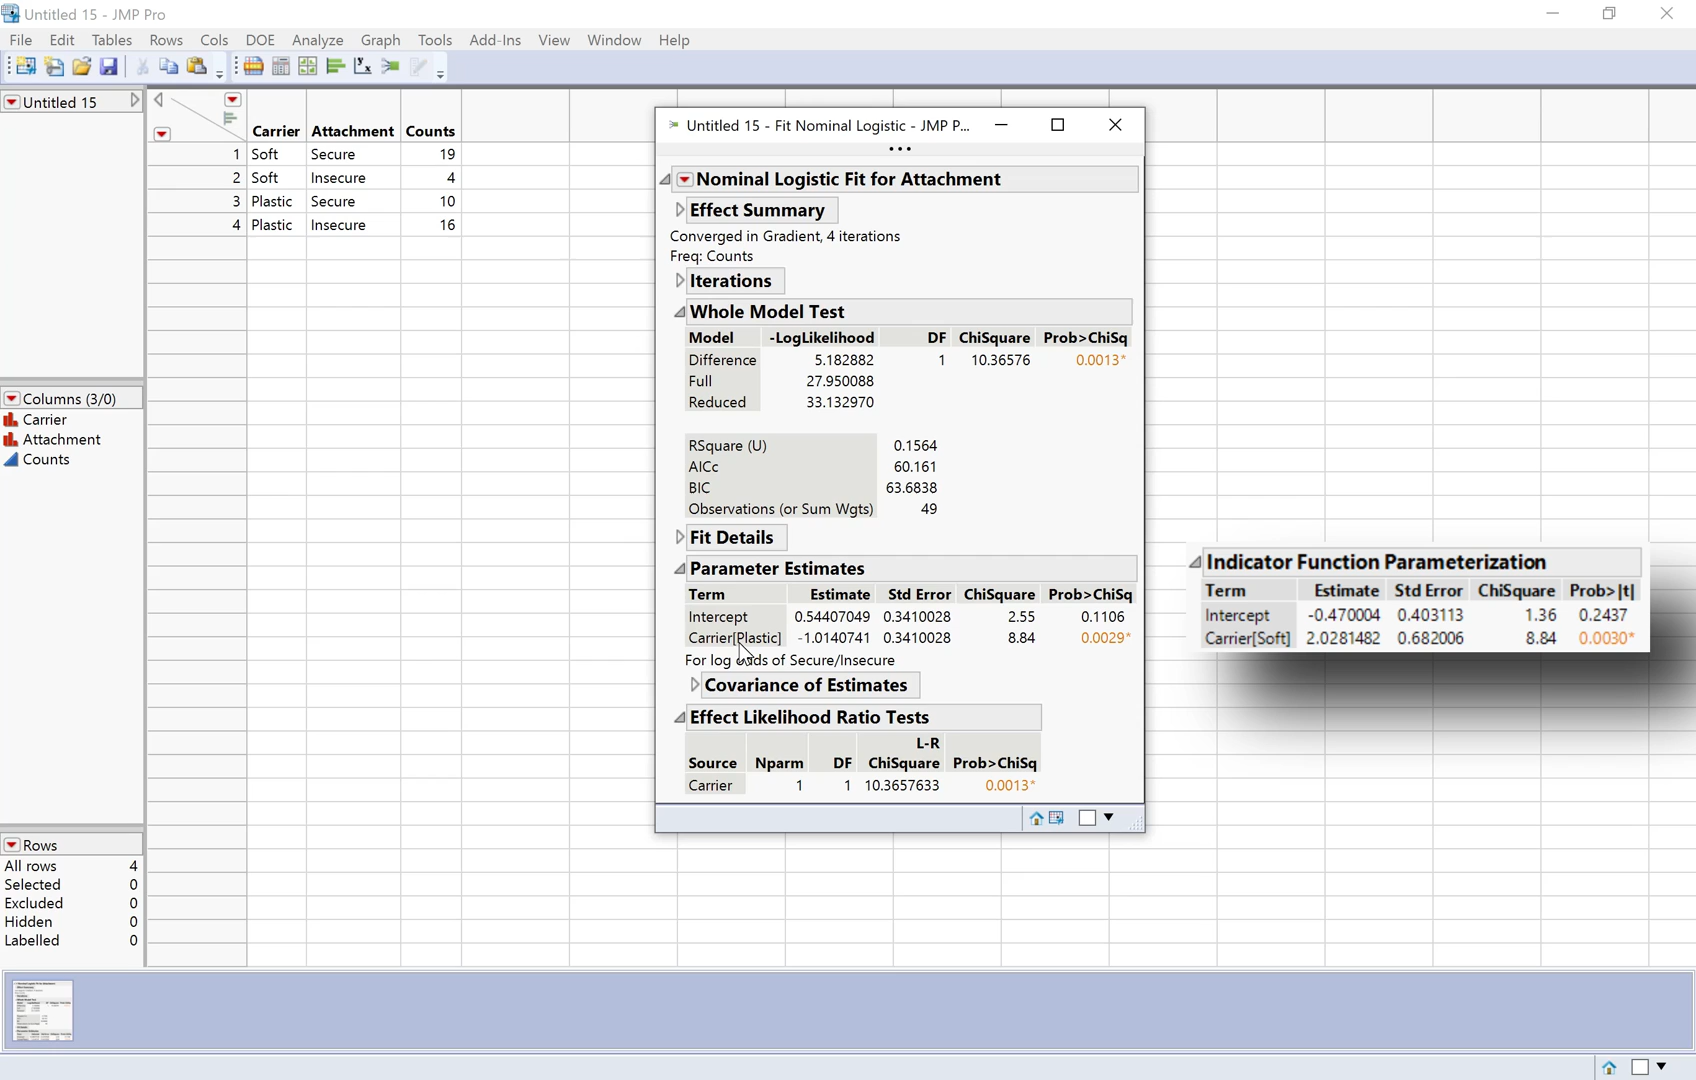 Untitled 15 - JMP Pro
File Edit Tables Rows Cols DOE Analyze Graph Tools Add-Ins View Window Help
Untitled 15
Carrier Attachment Counts
1 Soft Secure 19
2 Soft Insecure 4
3 Plastic Secure 10
4 Plastic Insecure 16
Columns (3/0)
Carrier
Attachment
Counts
Rows
All rows 4
Selected 0
Excluded 0
Hidden 0
Labelled 0
Untitled 15 - Fit Nominal Logistic - JMP P...
Nominal Logistic Fit for Attachment
Effect Summary
Converged in Gradient, 4 iterations
Freq: Counts
Iterations
Whole Model Test
Model -LogLikelihood DF ChiSquare Prob>ChiSq
Difference 5.182882 1 10.36576 0.0013*
Full 27.950088
Reduced 33.132970
RSquare (U) 0.1564
AICc 60.161
BIC 63.6838
Observations (or Sum Wgts) 49
Fit Details
Parameter Estimates
Term Estimate Std Error ChiSquare Prob>ChiSq
Intercept 0.54407049 0.3410028 2.55 0.1106
Carrier[Plastic] -1.0140741 0.3410028 8.84 0.0029*
For log odds of Secure/Insecure
Covariance of Estimates
Effect Likelihood Ratio Tests
L-R
Source Nparm DF ChiSquare Prob>ChiSq
Carrier 1 1 10.3657633 0.0013*
Indicator Function Parameterization
Term Estimate Std Error ChiSquare Prob>|t|
Intercept -0.470004 0.403113 1.36 0.2437
Carrier[Soft] 2.0281482 0.682006 8.84 0.0030*